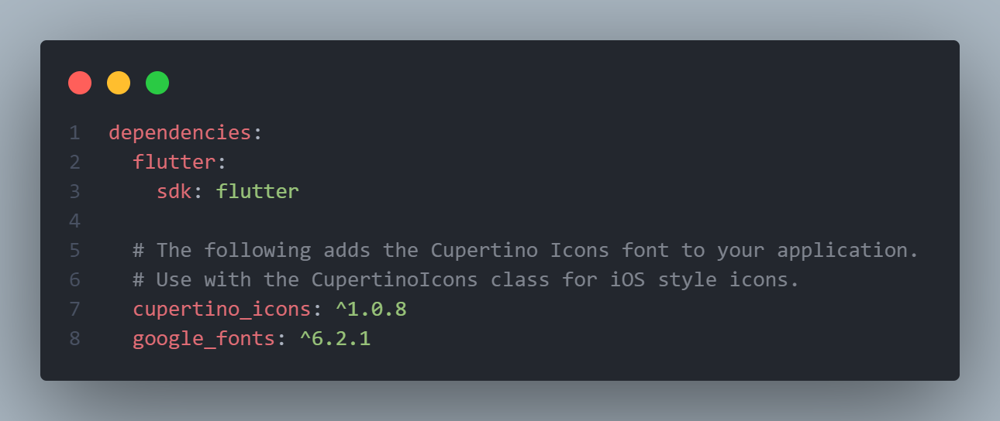 1 dependencies:
2   flutter:
3     sdk: flutter
4
5   # The following adds the Cupertino Icons font to your application.
6   # Use with the CupertinoIcons class for iOS style icons.
7   cupertino_icons: ^1.0.8
8   google_fonts: ^6.2.1